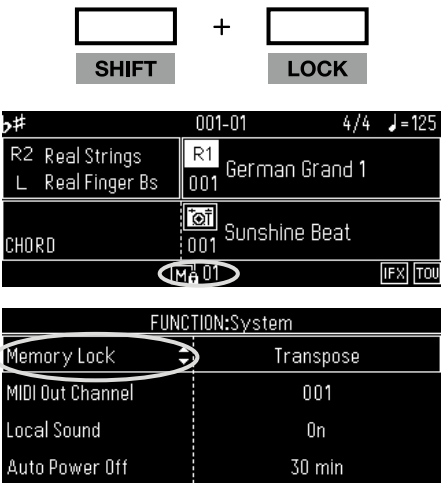 +
SHIFT LOCK
♭♯ 001-01 4/4 ♩=125
R2 Real Strings R1
L Real Finger Bs 001 German Grand 1
CHORD 001 Sunshine Beat
M 01 IFX TOU
FUNCTION:System
Memory Lock Transpose
MIDI Out Channel 001
Local Sound On
Auto Power Off 30 min